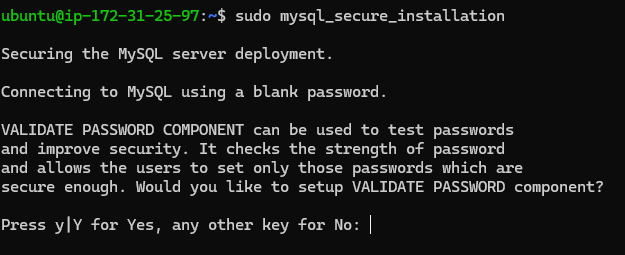 ubuntu@ip-172-31-25-97:~$ sudo mysql_secure_installation
Securing the MySQL server deployment.
Connecting to MySQL using a blank password.
VALIDATE PASSWORD COMPONENT can be used to test passwords
and improve security. It checks the strength of password
and allows the users to set only those passwords which are
secure enough. Would you like to setup VALIDATE PASSWORD component?
Press y|Y for Yes, any other key for No: